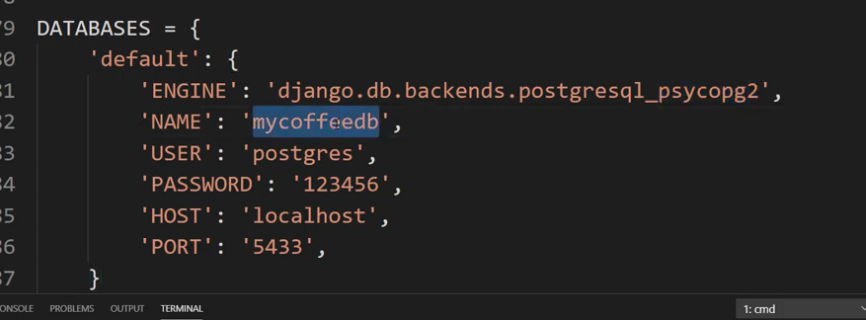 79 DATABASES = {
80 'default': {
81 'ENGINE': 'django.db.backends.postgresql_psycopg2',
82 'NAME': 'mycoffeedb',
83 'USER': 'postgres',
84 'PASSWORD': '123456',
85 'HOST': 'localhost',
86 'PORT': '5433',
87 }
CONSOLE PROBLEMS OUTPUT TERMINAL 1: cmd